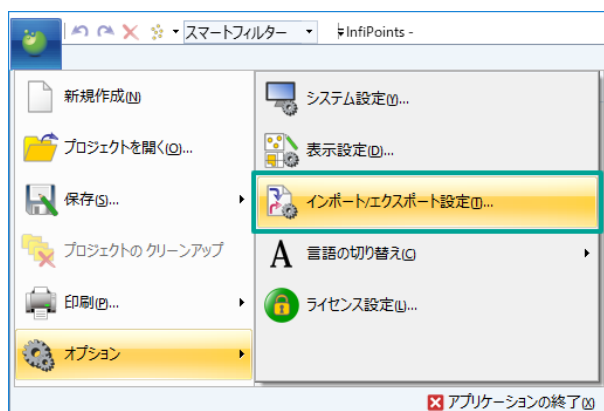 スマートフィルター InfiPoints -
新規作成(N)
プロジェクトを開く(O)...
保存(S)...
プロジェクトの クリーンアップ
印刷(P)...
オプション
システム設定(Y)...
表示設定(D)...
インポート/エクスポート設定(I)...
A 言語の切り替え(C)
ライセンス設定(L)...
アプリケーションの終了(X)